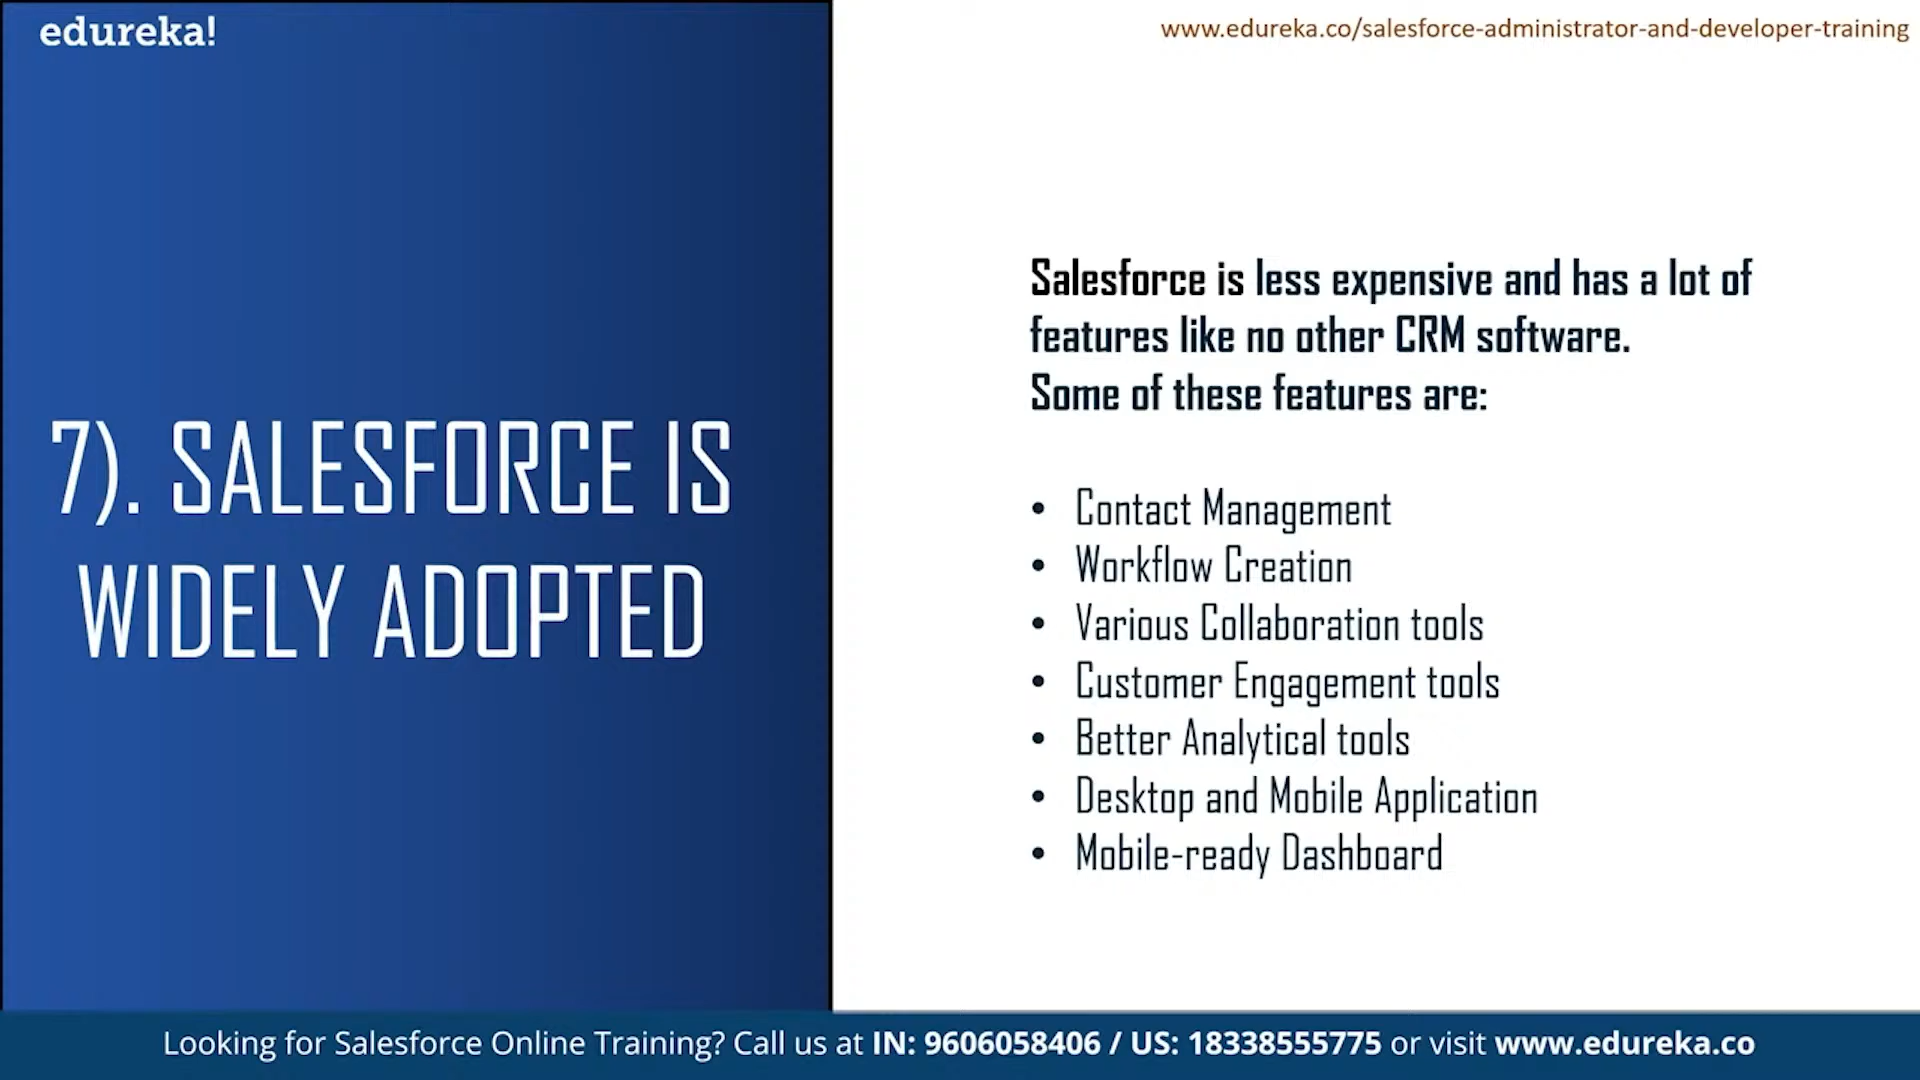 edureka!
www.edureka.co/salesforce-administrator-and-developer-training
7). SALESFORCE IS
WIDELY ADOPTED
Salesforce is less expensive and has a lot of
features like no other CRM software.
Some of these features are:
• Contact Management
• Workflow Creation
• Various Collaboration tools
• Customer Engagement tools
• Better Analytical tools
• Desktop and Mobile Application
• Mobile-ready Dashboard
Looking for Salesforce Online Training? Call us at IN: 9606058406 / US: 18338555775 or visit www.edureka.co